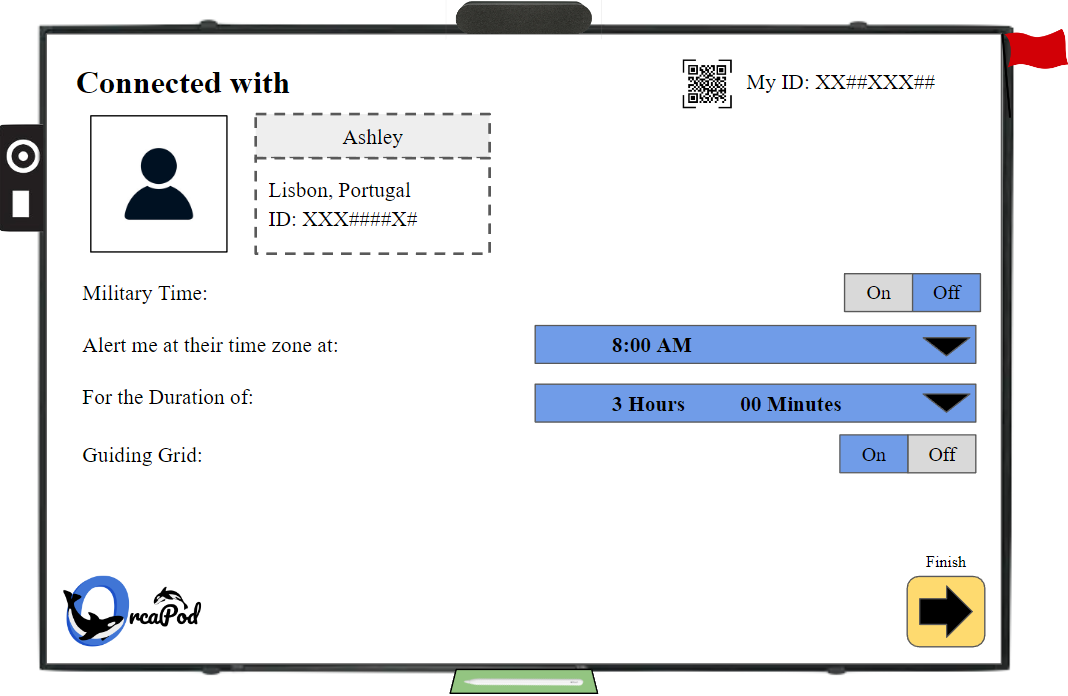 Connected with
My ID: XX##XXX##
Ashley
Lisbon, Portugal
ID: XXX####X#
Military Time:
On Off
Alert me at their time zone at:
8:00 AM
For the Duration of:
3 Hours 00 Minutes
Guiding Grid:
On Off
Finish
OrcaPod